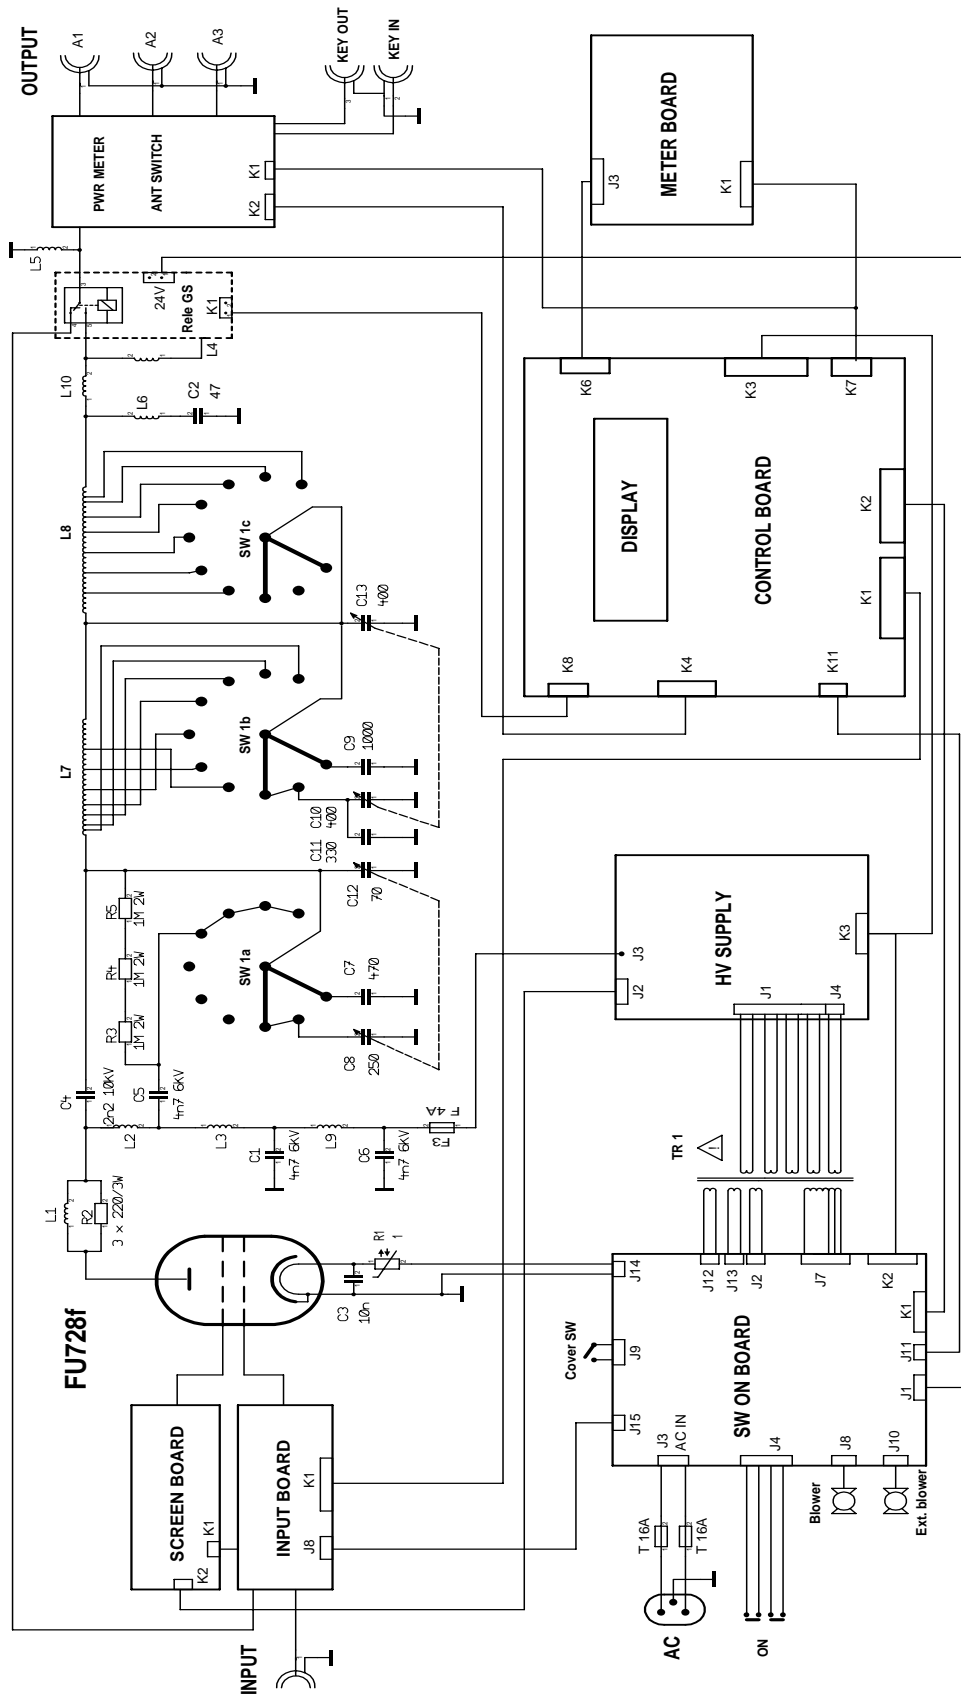 OUTPUT
A1
A2
A3
KEY OUT
KEY IN
PWR METER
ANT SWITCH
K2
K1
L5
24V
Rele GS
K1
L4
L10
L6
C2
47
L8
SW 1c
C13
400
L7
SW 1b
C9
1000
C10
400
C11
330
C12
70
R5
1M 2W
R4
1M 2W
R3
1M 2W
SW 1a
C7
470
C8
250
C4
2n2 10KV
C5
4n7 6KV
L2
L3
C1
4n7 6KV
L9
C6
4n7 6KV
F3
F 4A
L1
R2
3 x 220/3W
FU728f
R1
1
C3
10n
SCREEN BOARD
K2
K1
INPUT BOARD
J8
K1
INPUT
METER BOARD
J3
K1
CONTROL BOARD
DISPLAY
K6
K3
K7
K8
K4
K11
K1
K2
HV SUPPLY
J2
J3
J1
J4
K3
TR 1
SW ON BOARD
J14
J9
J15
Cover SW
J12
J13
J2
J7
K2
K1
J11
J1
J3
AC IN
J4
J8
J10
Blower
Ext. blower
T 16A
T 16A
AC
ON